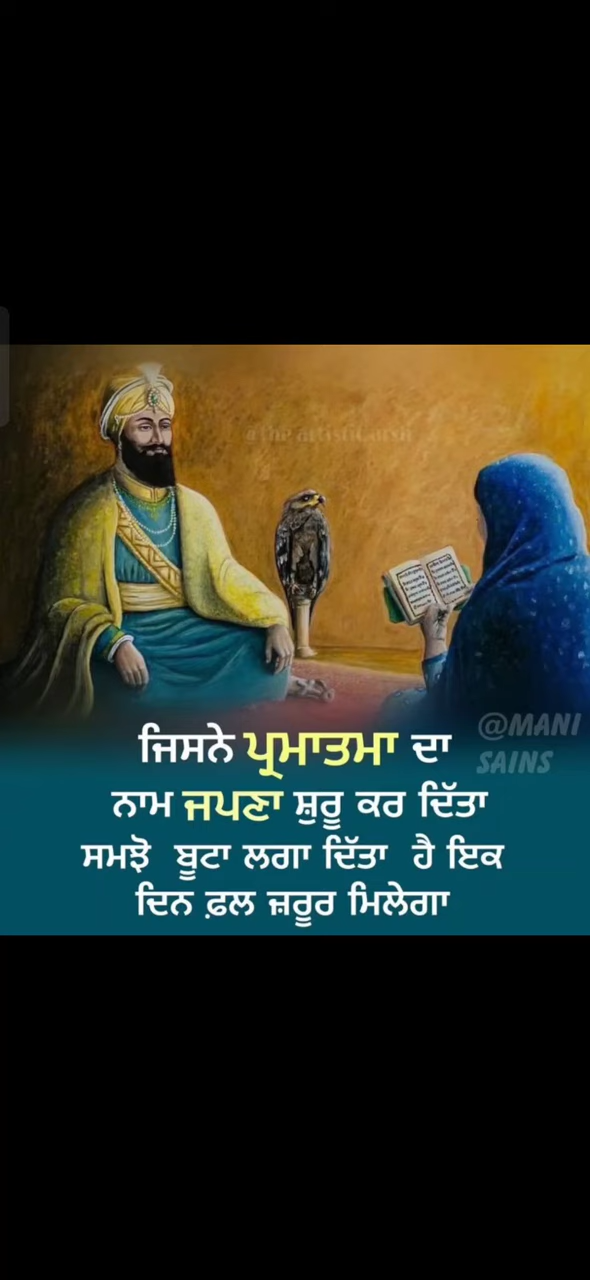 ਜਿਸਨੇ ਪ੍ਰਮਾਤਮਾ ਦਾ
@MANI
SAINS
ਨਾਮ ਜਪਣਾ ਸ਼ੁਰੂ ਕਰ ਦਿੱਤਾ
ਸਮਝੋ ਬੂਟਾ ਲਗਾ ਦਿੱਤਾ ਹੈ ਇਕ
ਦਿਨ ਫ਼ਲ ਜ਼ਰੂਰ ਮਿਲੇਗਾ